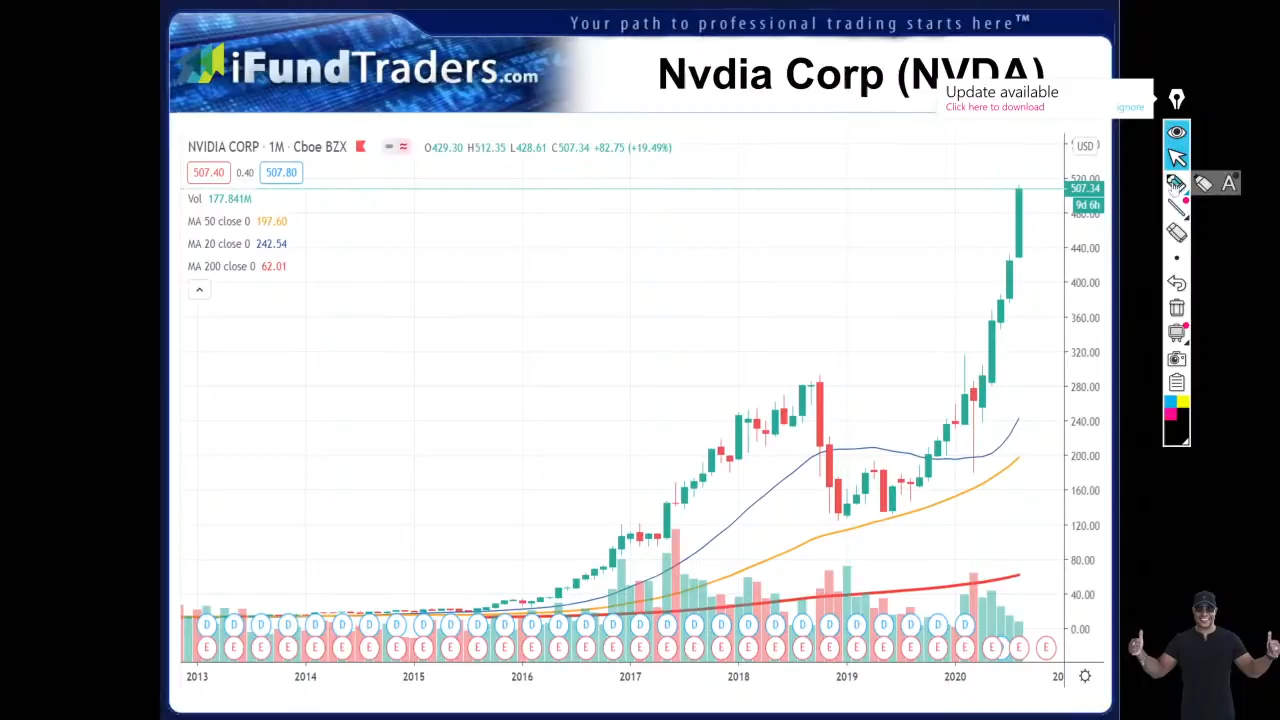 Your path to professional trading starts here™
iFundTraders.com
Nvdia Corp (NVDA)
Update available
Click here to download
ignore
NVIDIA CORP · 1M · Cboe BZX
O429.30 H512.35 L428.61 C507.34 +82.75 (+19.49%)
USD
507.40 0.40 507.80
Vol 177.841M
MA 50 close 0 197.60
MA 20 close 0 242.54
MA 200 close 0 62.01
A
520.00
507.34
9d 6h
480.00
440.00
400.00
360.00
320.00
280.00
240.00
200.00
160.00
120.00
80.00
40.00
0.00
D D D D D D D D D D D D D D D D D D D D D D D D D D D D D
E E E E E E E E E E E E E E E E E E E E E E E E E E E E E E E E
2013 2014 2015 2016 2017 2018 2019 2020 20